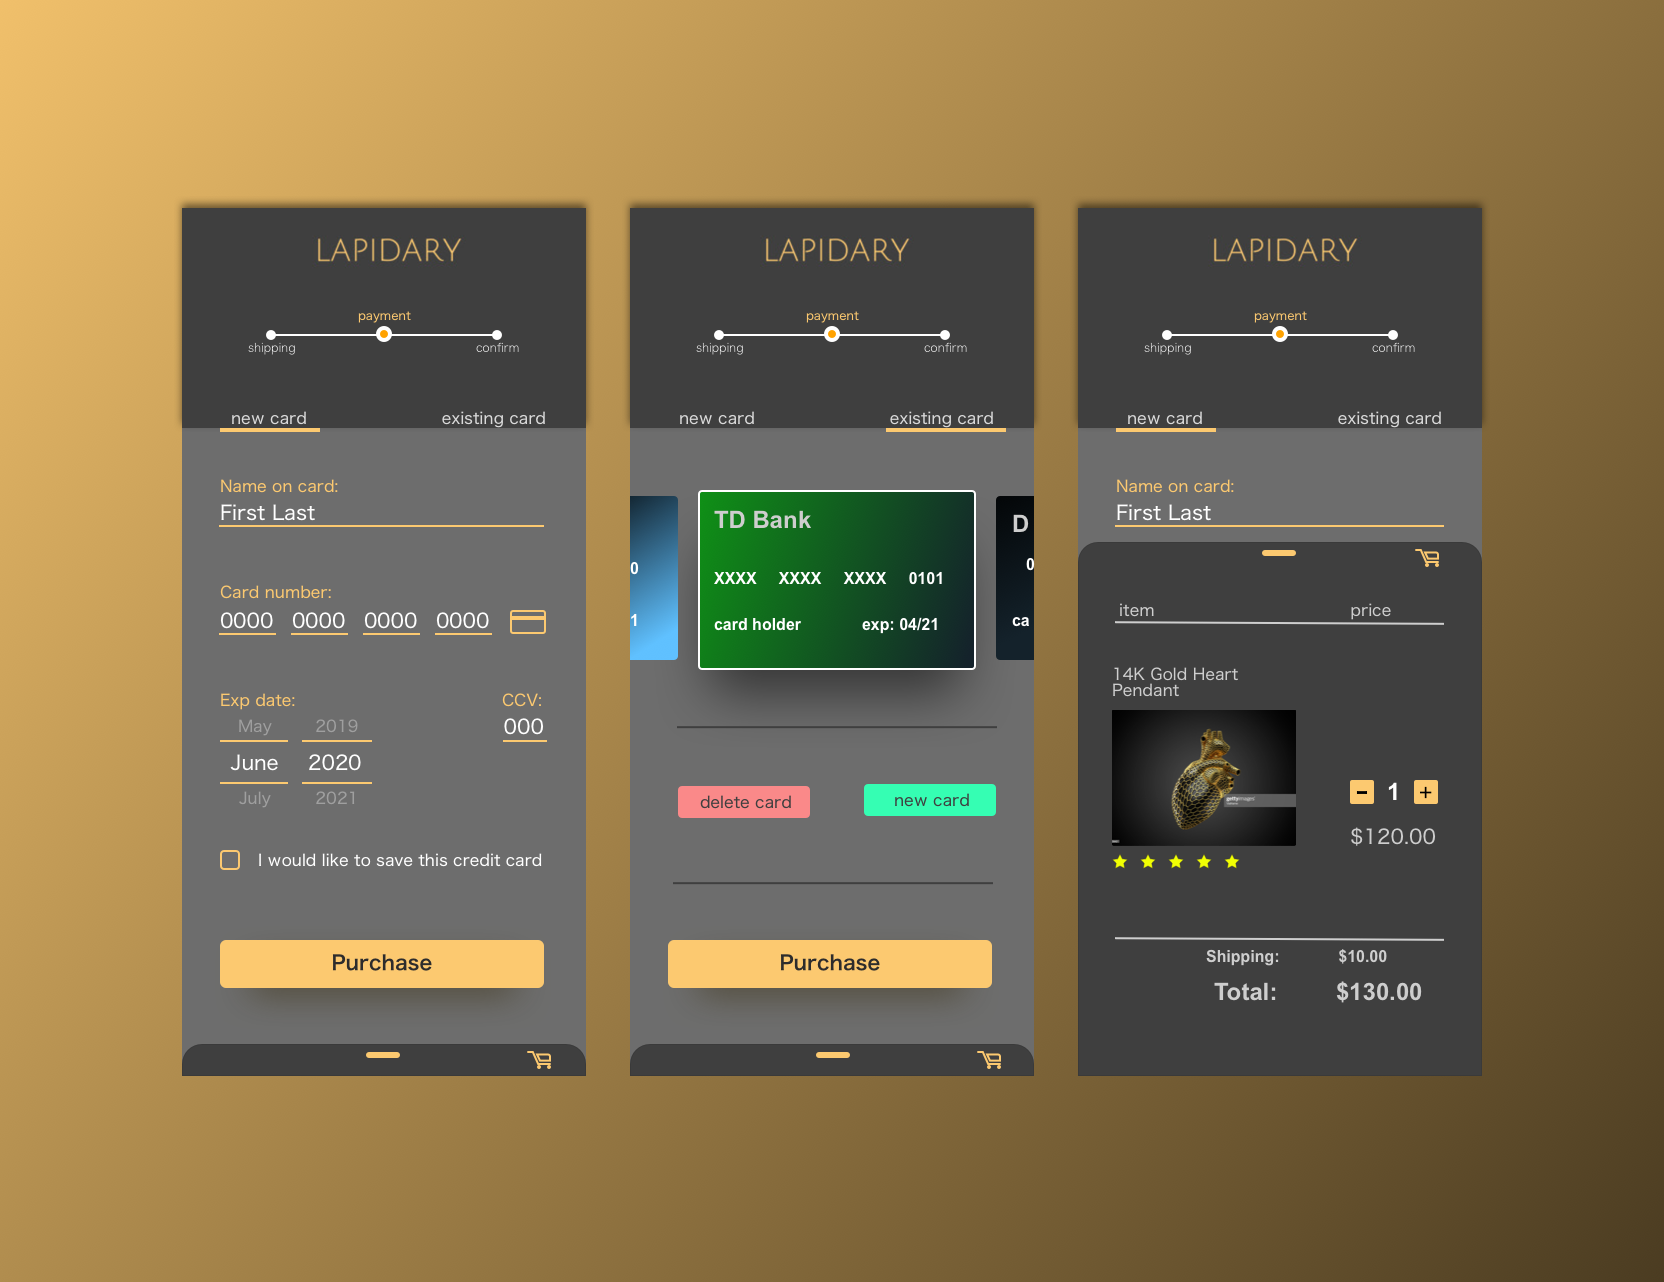 LAPIDARY
payment
shipping confirm
new card existing card
Name on card:
First Last
Card number:
0000 0000 0000 0000
Exp date: CCV:
May 2019 000
June 2020
July 2021
I would like to save this credit card
Purchase
LAPIDARY
payment
shipping confirm
new card existing card
0
1
TD Bank
XXXX XXXX XXXX 0101
card holder exp: 04/21
D
0
ca
delete card new card
Purchase
LAPIDARY
payment
shipping confirm
new card existing card
Name on card:
First Last
item price
14K Gold Heart
Pendant
gettyimages
- 1 +
$120.00
Shipping: $10.00
Total: $130.00